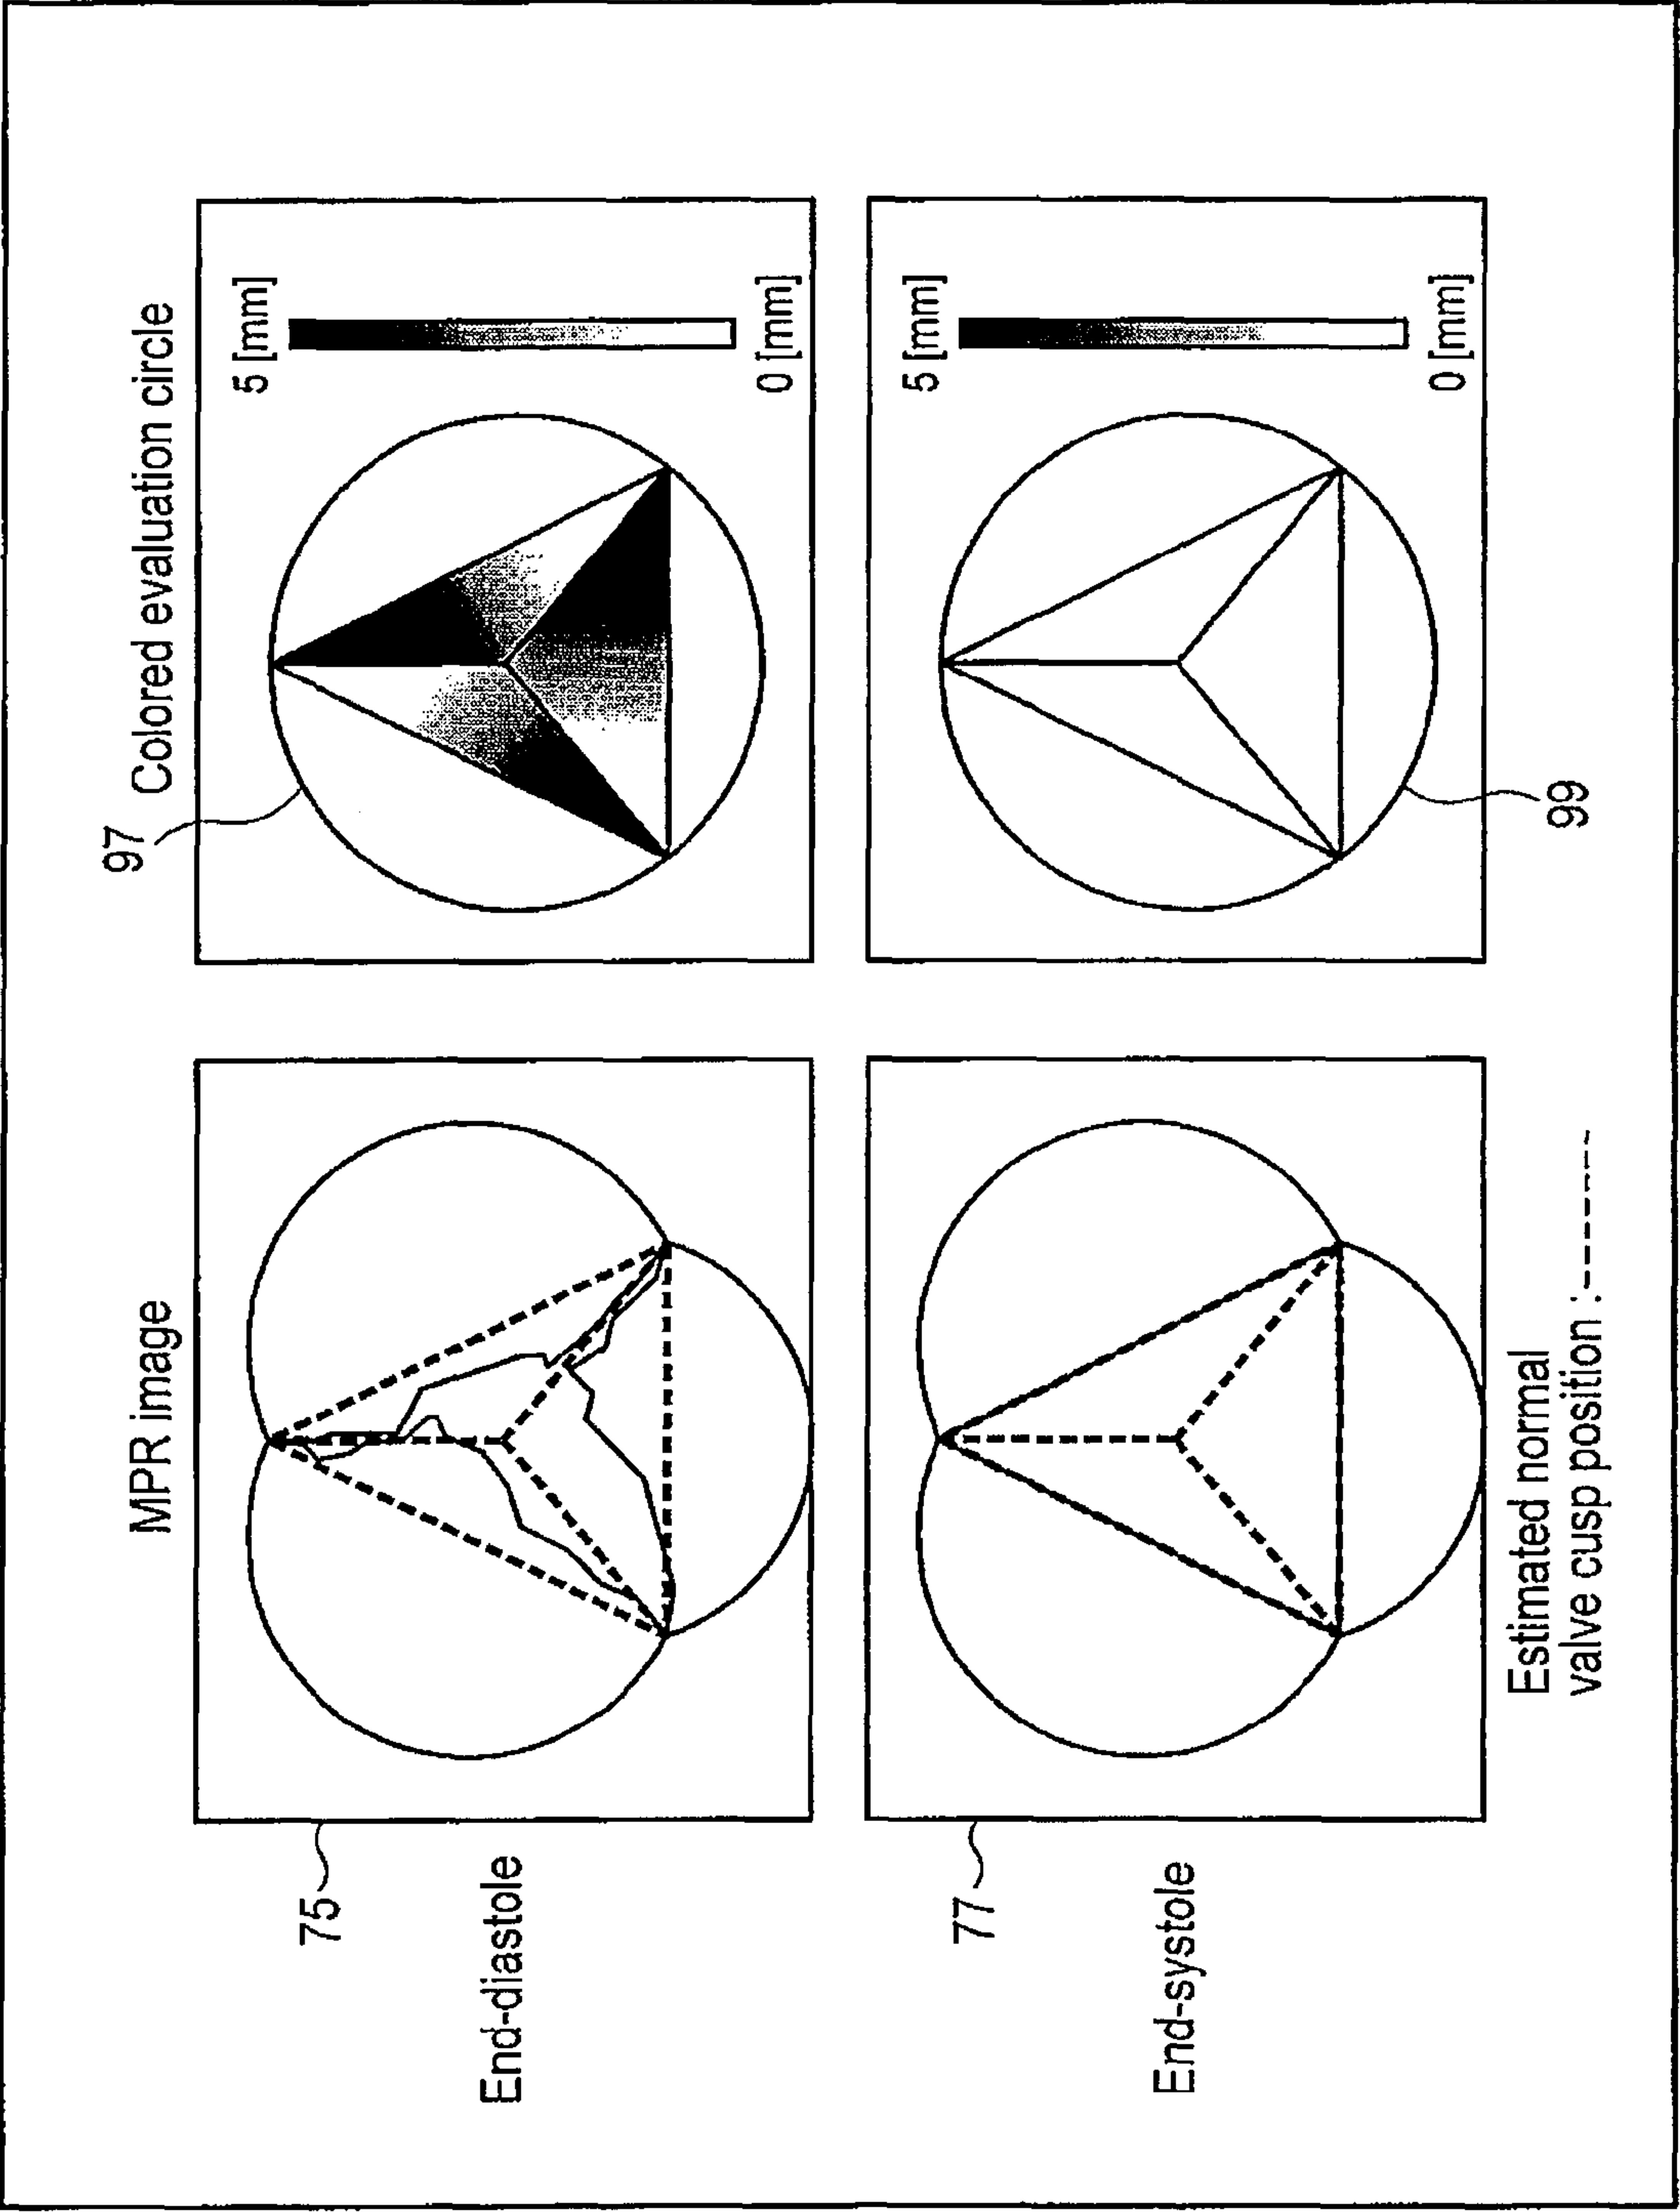 MPR image
97
Colored evaluation circle
75
End-diastole
5 [mm]
0 [mm]
77
End-systole
5 [mm]
0 [mm]
99
Estimated normal
valve cusp position :